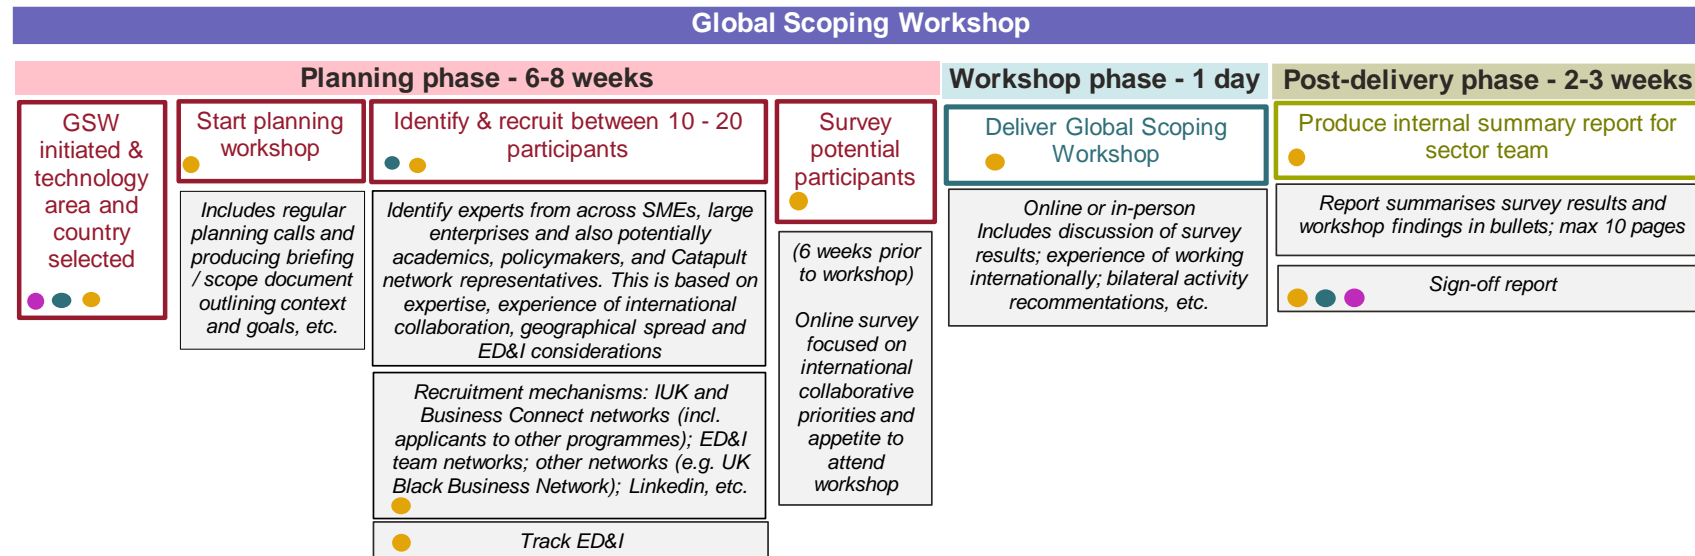 Global Scoping Workshop
Planning phase - 6-8 weeks
GSW
initiated &
technology
area and
country
selected
Start planning
workshop
Includes regular
planning calls and
producing briefing
/ scope document
outlining context
and goals, etc.
Identify & recruit between 10 - 20
participants
Identify experts from across SMEs, large
enterprises and also potentially
academics, policymakers, and Catapult
network representatives. This is based on
expertise, experience of international
collaboration, geographical spread and
ED&I considerations
Recruitment mechanisms: IUK and
Business Connect networks (incl.
applicants to other programmes); ED&I
team networks; other networks (e.g. UK
Black Business Network); Linkedin, etc.
Track ED&I
Survey
potential
participants
(6 weeks prior
to workshop)
Online survey
focused on
international
collaborative
priorities and
appetite to
attend
workshop
Workshop phase - 1 day
Deliver Global Scoping
Workshop
Online or in-person
Includes discussion of survey
results; experience of working
internationally; bilateral activity
recommentations, etc.
Post-delivery phase - 2-3 weeks
Produce internal summary report for
sector team
Report summarises survey results and
workshop findings in bullets; max 10 pages
Sign-off report